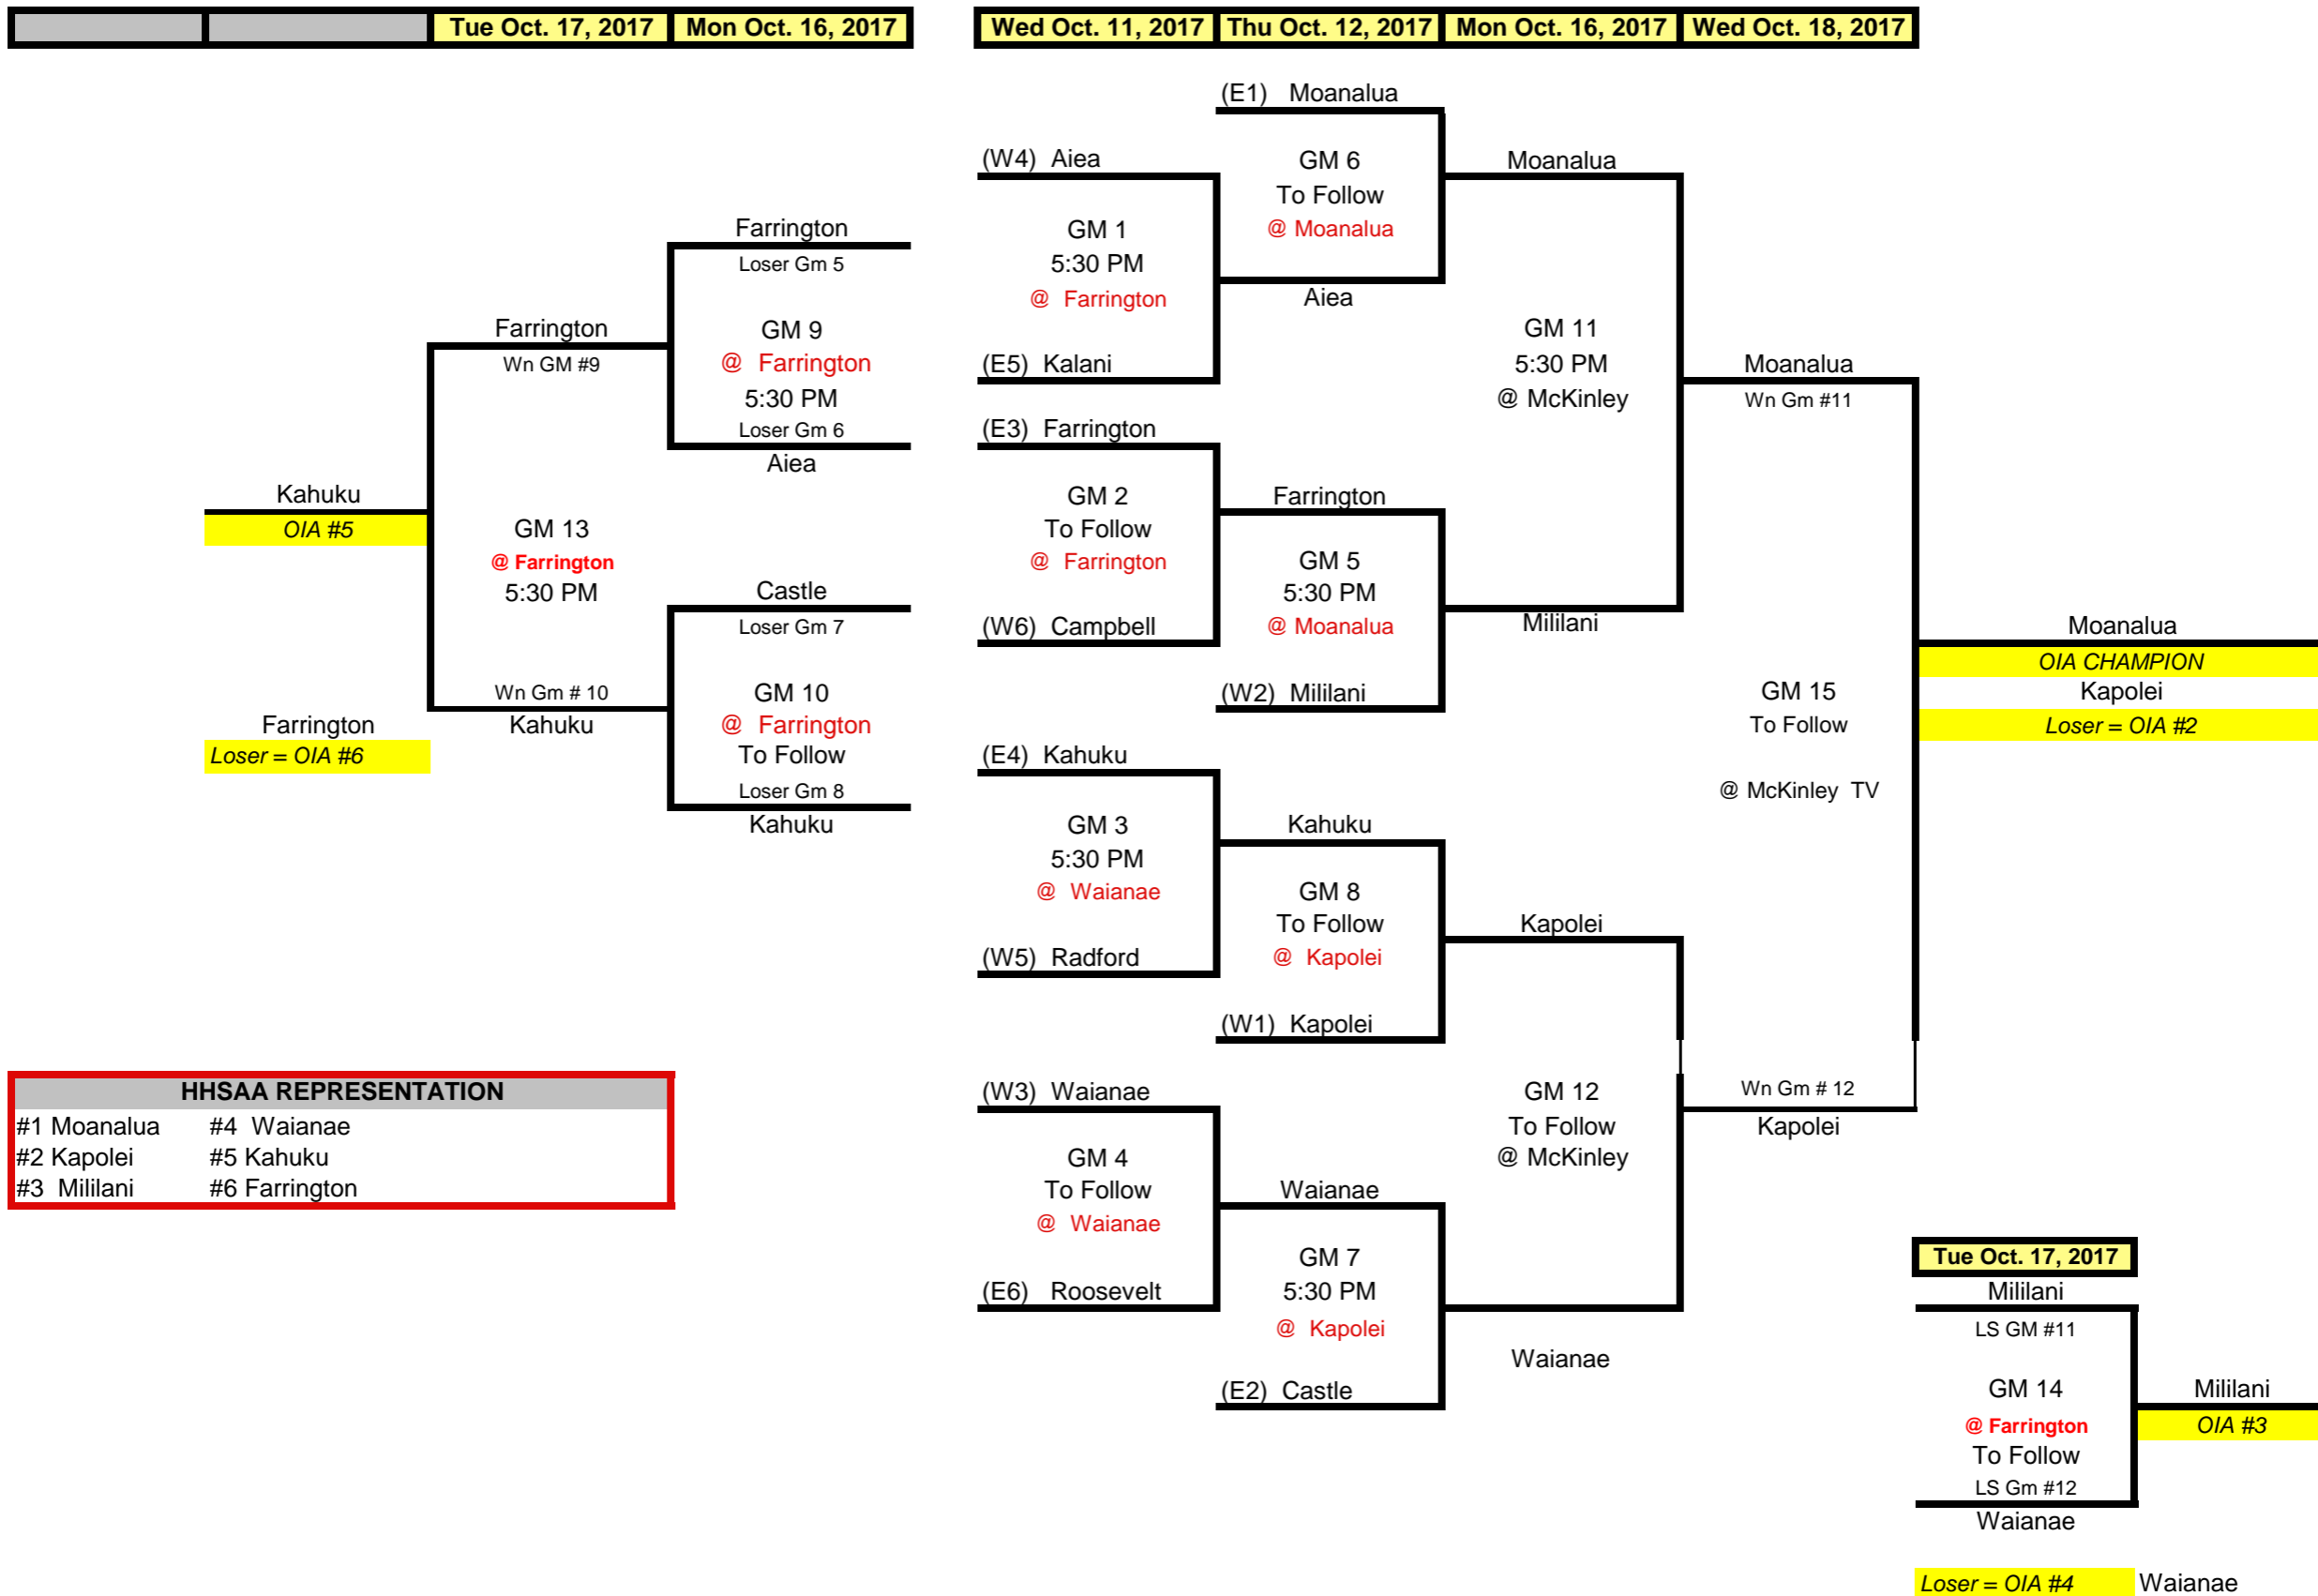 Tue Oct. 17, 2017 Mon Oct. 16, 2017 Wed Oct. 11, 2017 Thu Oct. 12, 2017 Mon Oct. 16, 2017 Wed Oct. 18, 2017
Farrington
Loser Gm 5
Farrington
Wn GM #9
GM 9
@ Farrington
5:30 PM
Loser Gm 6
Aiea
Kahuku
OIA #5
GM 13
@ Farrington
5:30 PM
Castle
Loser Gm 7
Wn Gm # 10
Kahuku
GM 10
@ Farrington
To Follow
Loser Gm 8
Kahuku
Farrington
Loser = OIA #6
HHSAA REPRESENTATION
#1 Moanalua #4 Waianae
#2 Kapolei #5 Kahuku
#3 Mililani #6 Farrington
(W4) Aiea
GM 1
5:30 PM
@ Farrington
(E5) Kalani
(E3) Farrington
GM 2
To Follow
@ Farrington
(W6) Campbell
(E4) Kahuku
GM 3
5:30 PM
@ Waianae
(W5) Radford
(W3) Waianae
GM 4
To Follow
@ Waianae
(E6) Roosevelt
(E1) Moanalua
GM 6
To Follow
@ Moanalua
Aiea
Farrington
GM 5
5:30 PM
@ Moanalua
(W2) Mililani
Kahuku
GM 8
To Follow
@ Kapolei
(W1) Kapolei
Waianae
GM 7
5:30 PM
@ Kapolei
(E2) Castle
Moanalua
GM 11
5:30 PM
@ McKinley
Mililani
Kapolei
GM 12
To Follow
@ McKinley
Waianae
Moanalua
Wn Gm #11
GM 15
To Follow
@ McKinley TV
Wn Gm # 12
Kapolei
Moanalua
OIA CHAMPION
Kapolei
Loser = OIA #2
Tue Oct. 17, 2017
Mililani
LS GM #11
GM 14
@ Farrington
To Follow
LS Gm #12
Waianae
Mililani
OIA #3
Loser = OIA #4 Waianae